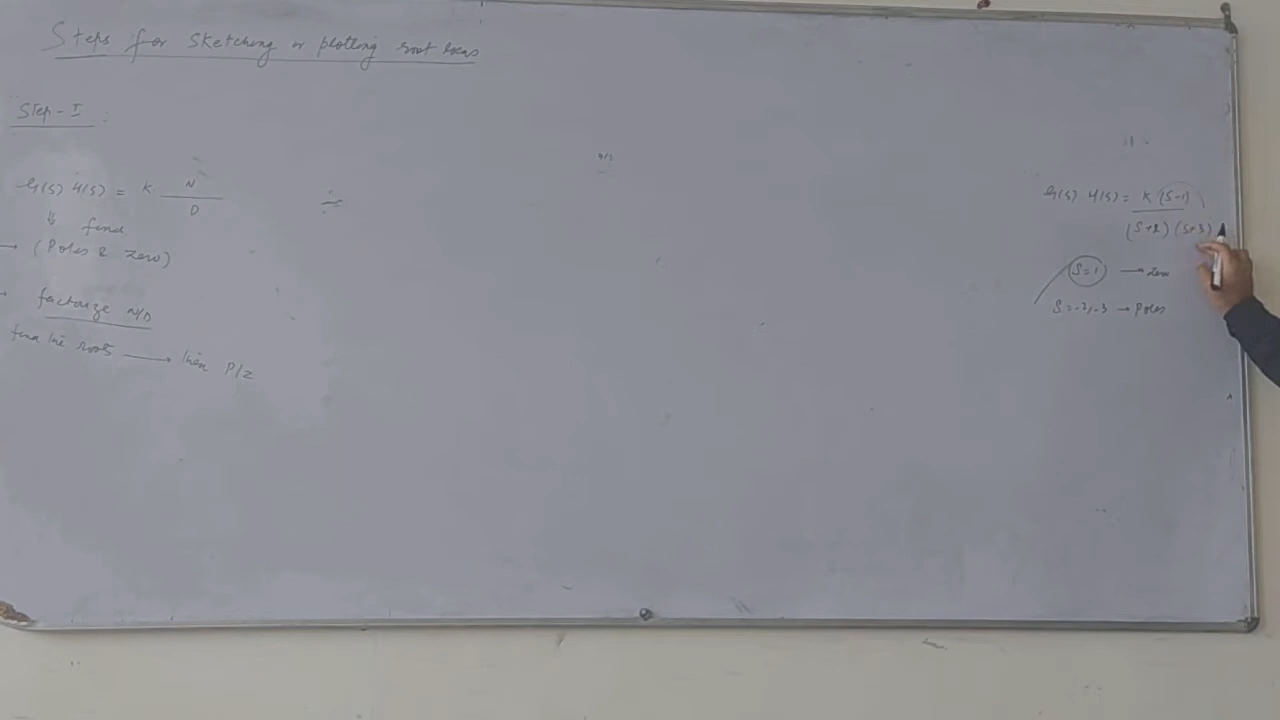 Steps for sketching or plotting root locus
Step - I :
G(s) H(s) = K N / D
⇓ find
→ (Poles & zero)
→ factorize N/D
find the roots → then P/Z
G(s) H(s) = K (S-1) / (S+2) (S+3)
S=1 → zero
S=-2,-3 → Poles